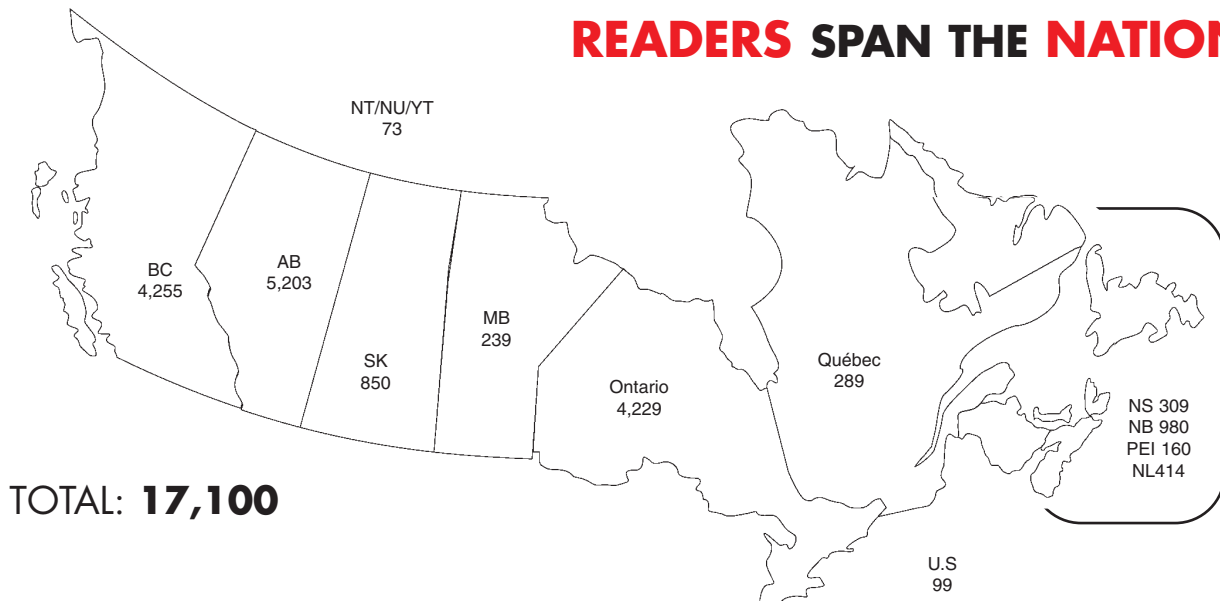 READERS SPAN THE NATION
NT/NU/YT
73
BC
4,255
AB
5,203
SK
850
MB
239
Ontario
4,229
Québec
289
NS 309
NB 980
PEI 160
NL414
TOTAL: 17,100
U.S
99